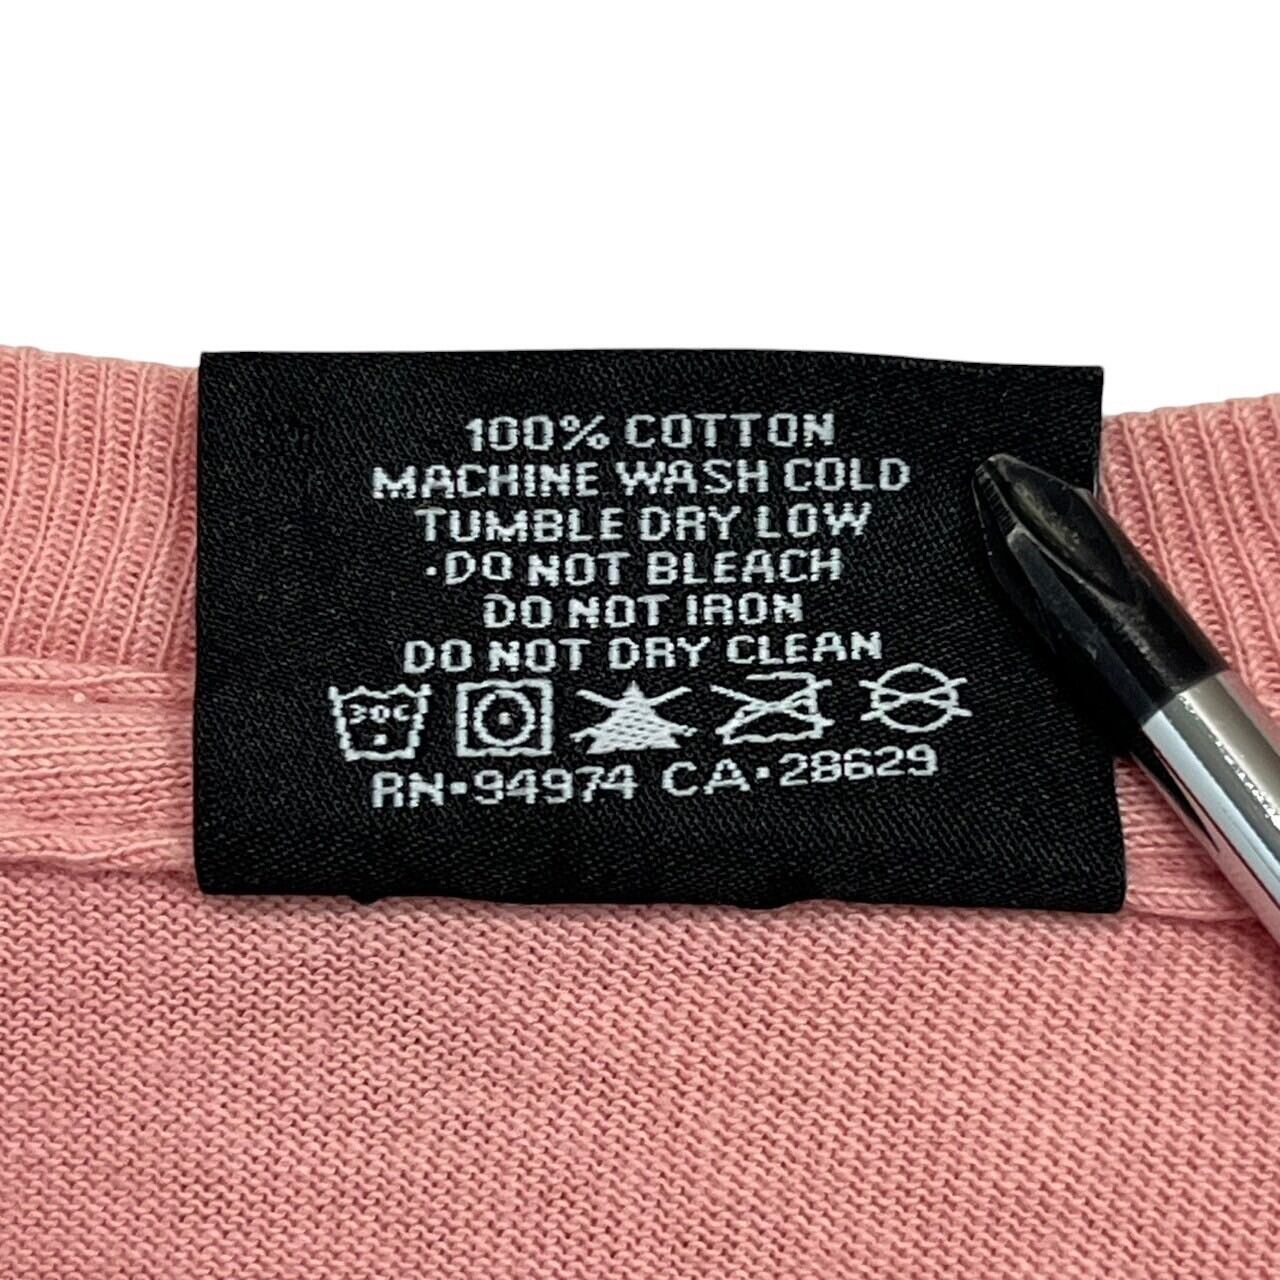 100% COTTON
MACHINE WASH COLD
TUMBLE DRY LOW
·DO NOT BLEACH
DO NOT IRON
DO NOT DRY CLEAN
30C
RN·94974 CA·28629